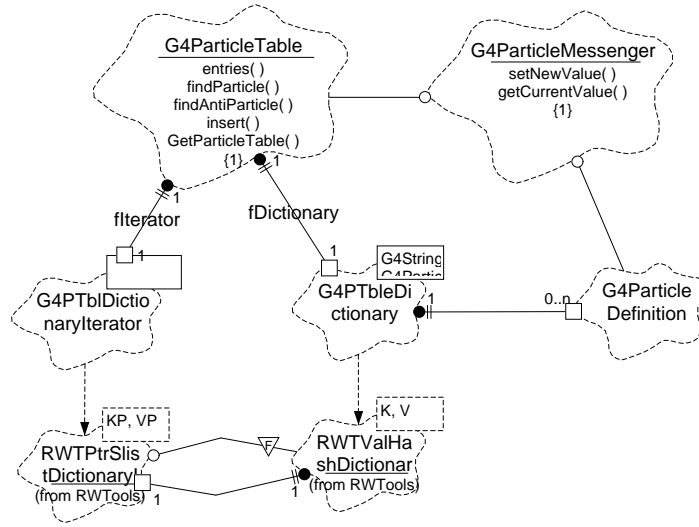 G4ParticleTable
entries( )
findParticle( )
findAntiParticle( )
insert( )
GetParticleTable( )
{1}
1
1
G4ParticleMessenger
setNewValue( )
getCurrentValue( )
{1}
fIterator
fDictionary
1
1
G4String
G4PTblDictio
naryIterator
G4PTbleDi
ctionary
1
0..n
G4Particle
Definition
KP, VP
K, V
RWTPtrSlis
(from RWTools)
F
RWTValHa
shDictionar
(from RWTools)
1
1